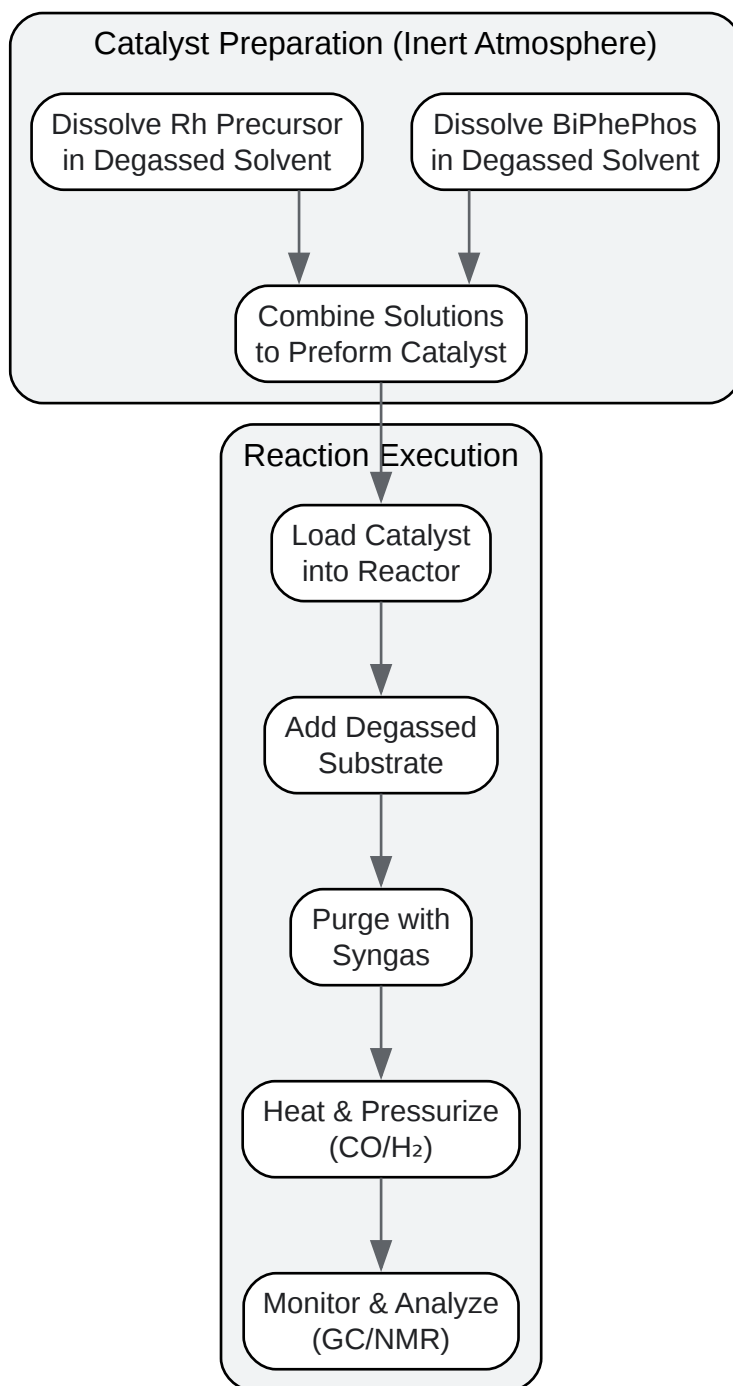 Catalyst Preparation (Inert Atmosphere)
Dissolve Rh Precursor
in Degassed Solvent
Dissolve BiPhePhos
in Degassed Solvent
Combine Solutions
to Preform Catalyst
Reaction Execution
Load Catalyst
into Reactor
Add Degassed
Substrate
Purge with
Syngas
Heat & Pressurize
(CO/H₂)
Monitor & Analyze
(GC/NMR)